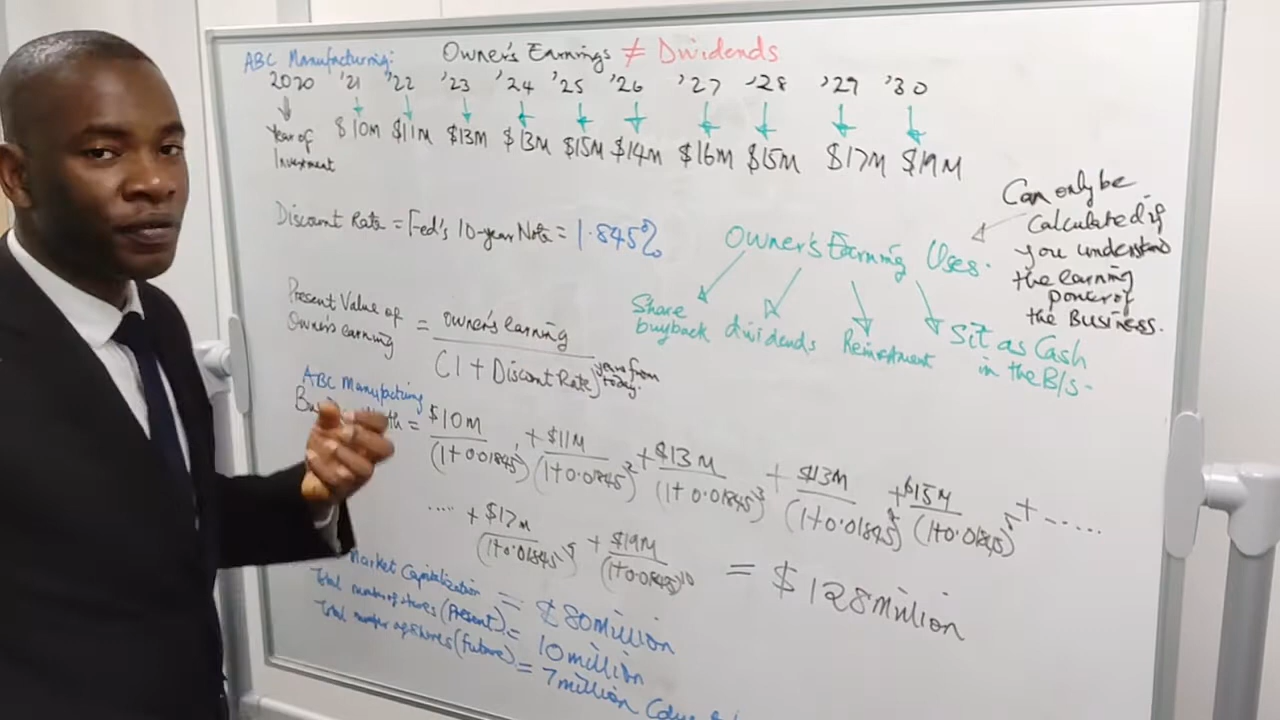 ABC Manufacturing: Owner's Earnings ≠ Dividends
2020 '21 '22 '23 '24 '25 '26 '27 '28 '29 '30
Year of Investment $10M $11M $13M $13M $15M $14M $16M $15M $17M $19M
Discount Rate = Fed's 10-year Note = 1.845%
Can only be
Calculated if
you understand
the earning
power of
the Business.
Owner's Earning Uses.
Share
buyback
dividends
Reinvestment
Sit as Cash
in the B/s.
Present Value of
Owner's earning
= owner's earning
(1 + Discount Rate) years from
today.
ABC Manufacturing
= $10M + $11M + $13M + $13M + $15M + .....
(1+0.01845)¹ (1+0.01845)² (1+0.01845)³ (1+0.01845)⁴ (1+0.01845)⁵
..... + $17M + $19M = $128 Million
(1+0.01845)⁹ (1+0.01845)¹⁰
Market Capitalization = $80 Million
Total number of shares (Present) = 10 million
Total number of shares (future) = 7 million